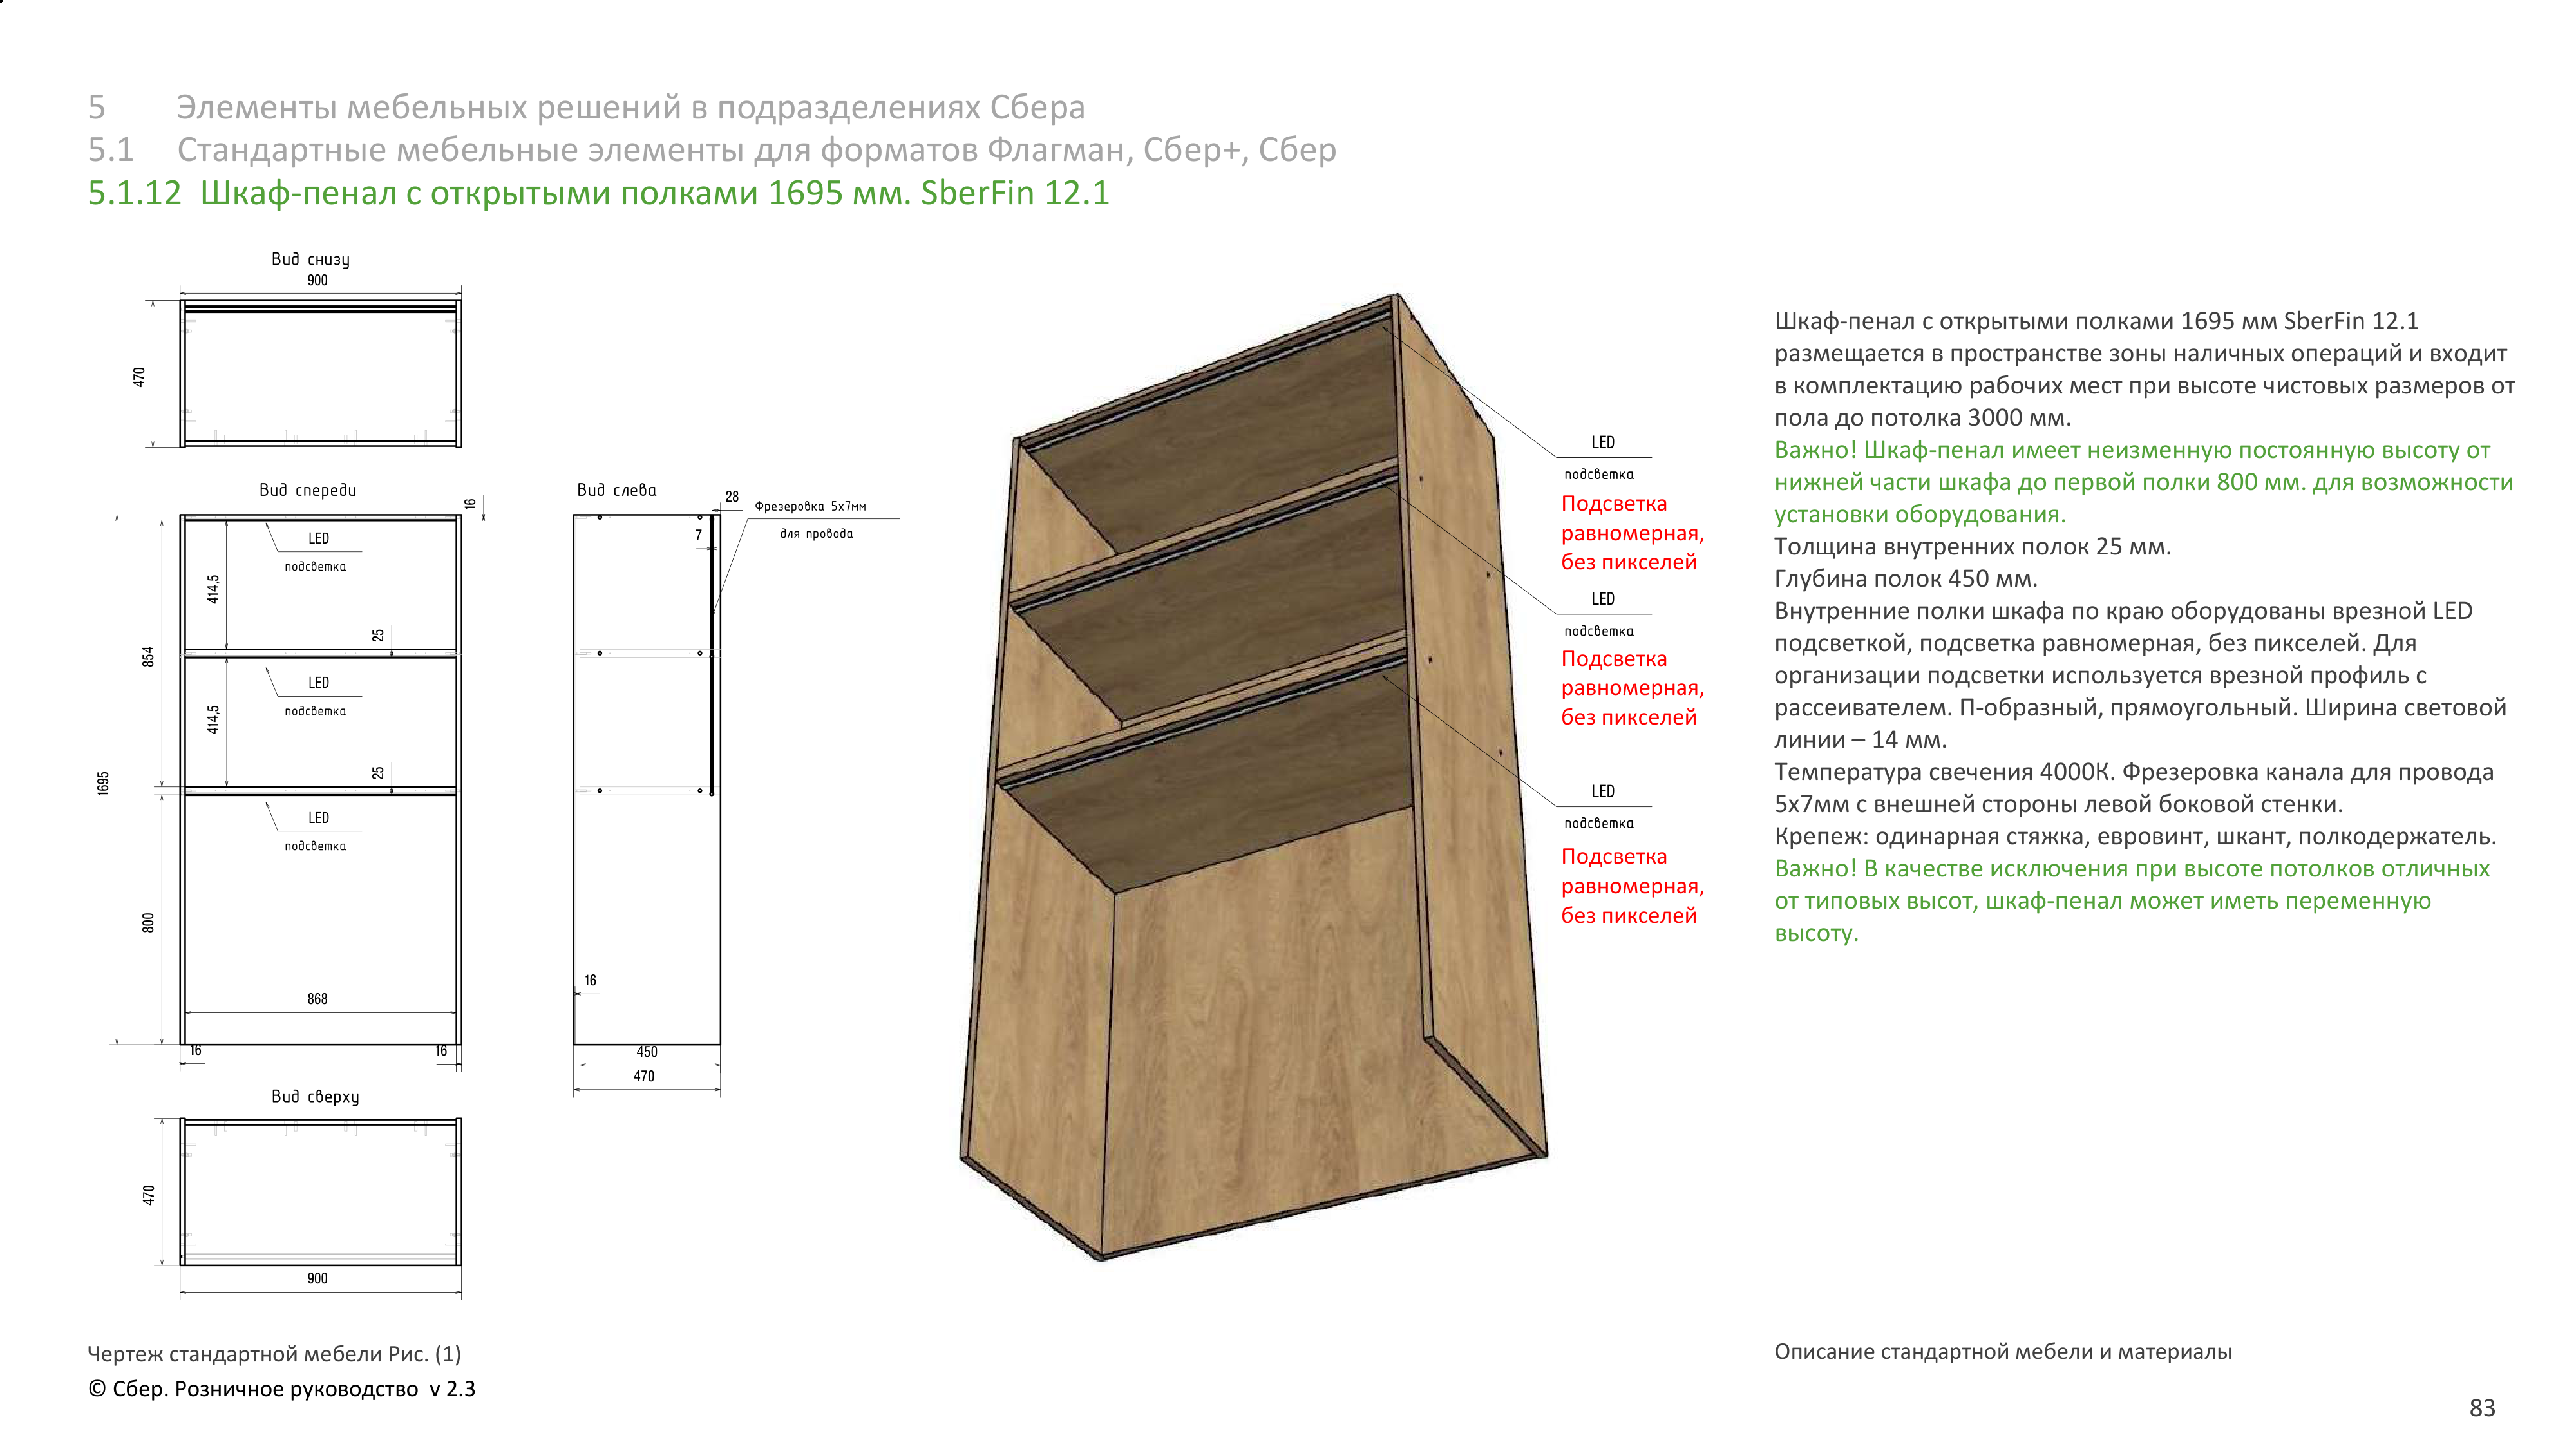 5 Элементы мебельных решений в подразделениях Сбера
5.1 Стандартные мебельные элементы для форматов Флагман, Сбер+, Сбер
5.1.12 Шкаф-пенал с открытыми полками 1695 мм. SberFin 12.1
Вид снизу
900
470
Вид спереди
16
LED
подсветка
414,5
25
854
LED
подсветка
414,5
25
1695
LED
подсветка
800
868
16
16
Вид слева
28
Фрезеровка 5х7мм
для провода
7
16
450
470
Вид сверху
470
900
LED
подсветка
Подсветка
равномерная,
без пикселей
LED
подсветка
Подсветка
равномерная,
без пикселей
LED
подсветка
Подсветка
равномерная,
без пикселей
Шкаф-пенал с открытыми полками 1695 мм SberFin 12.1
размещается в пространстве зоны наличных операций и входит
в комплектацию рабочих мест при высоте чистовых размеров от
пола до потолка 3000 мм.
Важно! Шкаф-пенал имеет неизменную постоянную высоту от
нижней части шкафа до первой полки 800 мм. для возможности
установки оборудования.
Толщина внутренних полок 25 мм.
Глубина полок 450 мм.
Внутренние полки шкафа по краю оборудованы врезной LED
подсветкой, подсветка равномерная, без пикселей. Для
организации подсветки используется врезной профиль с
рассеивателем. П-образный, прямоугольный. Ширина световой
линии – 14 мм.
Температура свечения 4000К. Фрезеровка канала для провода
5х7мм с внешней стороны левой боковой стенки.
Крепеж: одинарная стяжка, евровинт, шкант, полкодержатель.
Важно! В качестве исключения при высоте потолков отличных
от типовых высот, шкаф-пенал может иметь переменную
высоту.
Чертеж стандартной мебели Рис. (1)
Описание стандартной мебели и материалы
© Сбер. Розничное руководство v 2.3
83